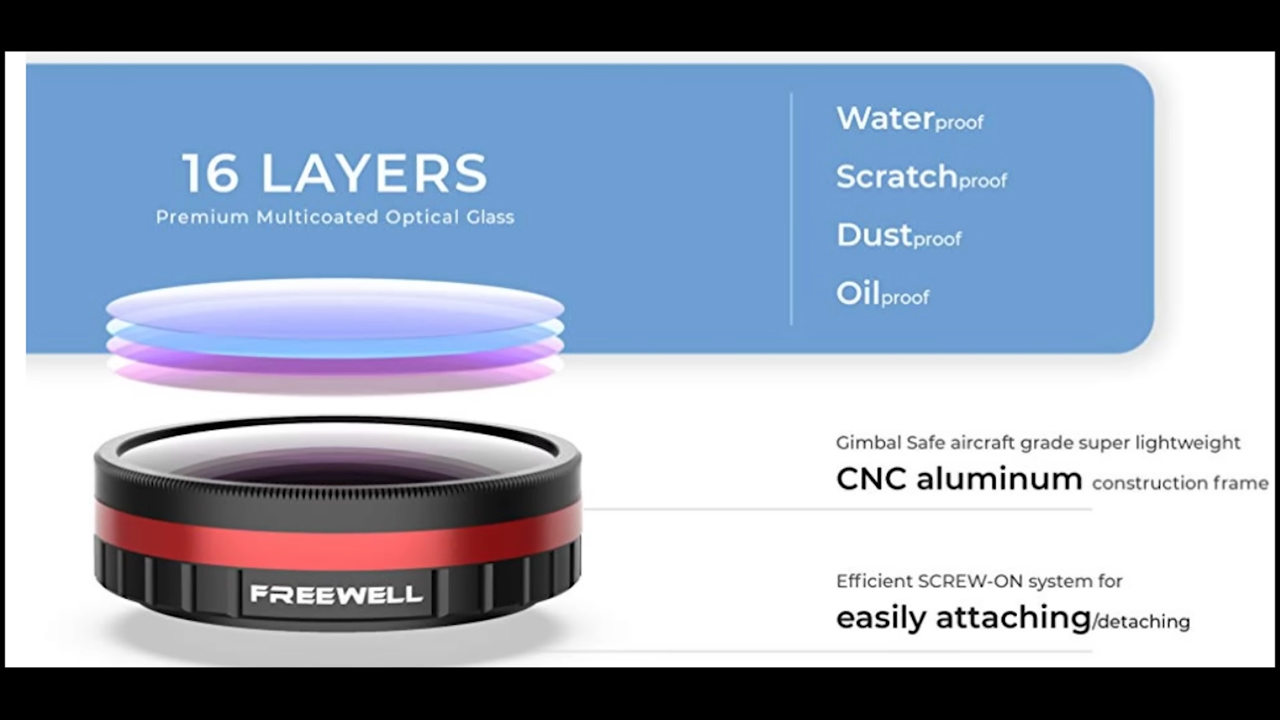 16 LAYERS
Premium Multicoated Optical Glass
Waterproof
Scratchproof
Dustproof
Oilproof
Gimbal Safe aircraft grade super lightweight
CNC aluminum construction frame
Efficient SCREW-ON system for
easily attaching/detaching
FREEWELL